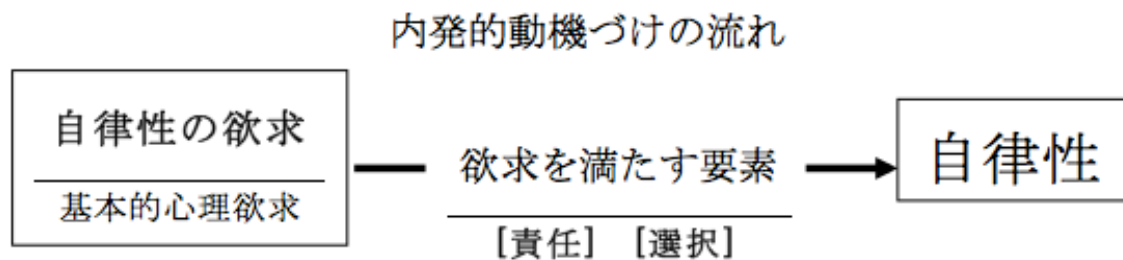 内発的動機づけの流れ
自律性の欲求
基本的心理欲求
欲求を満たす要素
[責任] [選択]
自律性